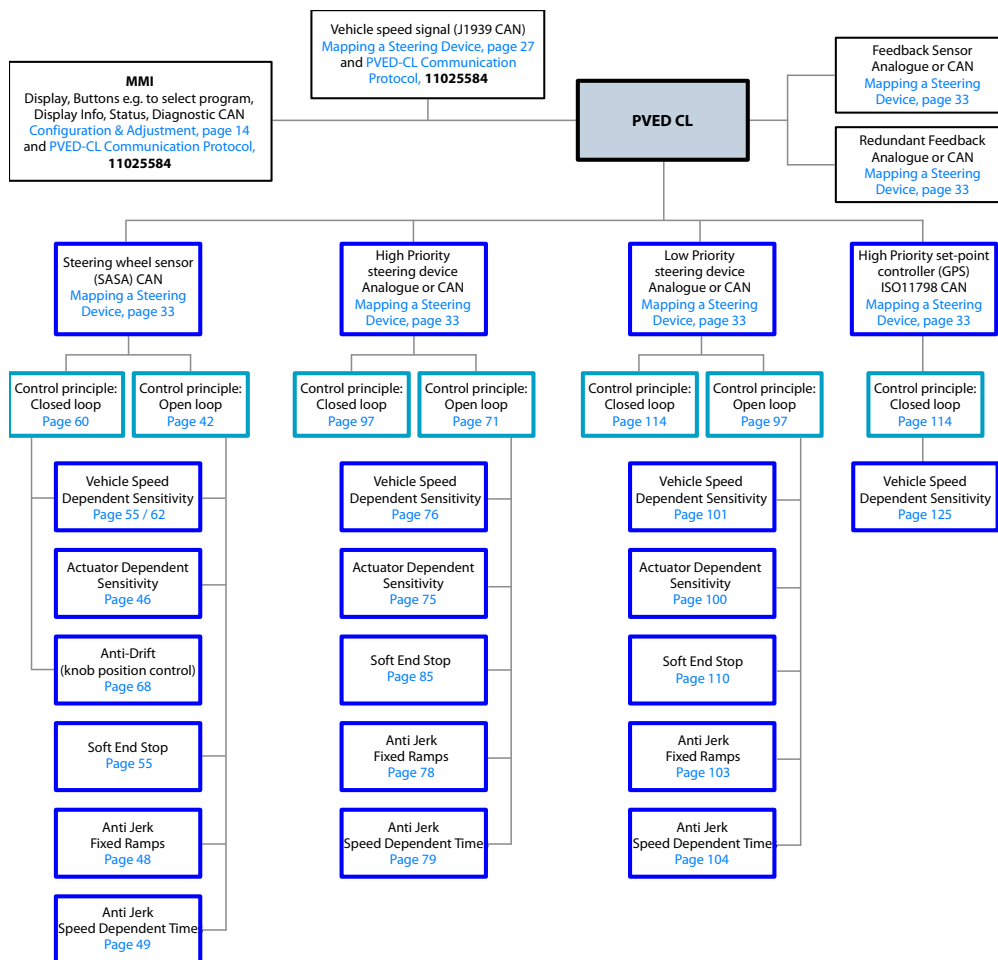 Vehicle speed signal (J1939 CAN)
Mapping a Steering Device, page 27
and PVED-CL Communication
Protocol, 11025584
MMI
Display, Buttons e.g. to select program,
Display Info, Status, Diagnostic CAN
Configuration & Adjustment, page 14
and PVED-CL Communication Protocol,
11025584
PVED CL
Feedback Sensor
Analogue or CAN
Mapping a Steering
Device, page 33
Redundant Feedback
Analogue or CAN
Mapping a Steering
Device, page 33
Steering wheel sensor
(SASA) CAN
Mapping a Steering
Device, page 33
High Priority
steering device
Analogue or CAN
Mapping a Steering
Device, page 33
Low Priority
steering device
Analogue or CAN
Mapping a Steering
Device, page 33
High Priority set-point
controller (GPS)
ISO11798 CAN
Mapping a Steering
Device, page 33
Control principle:
Closed loop
Page 60
Control principle:
Open loop
Page 42
Control principle:
Closed loop
Page 97
Control principle:
Open loop
Page 71
Control principle:
Closed loop
Page 114
Control principle:
Open loop
Page 97
Control principle:
Closed loop
Page 114
Vehicle Speed
Dependent Sensitivity
Page 55 / 62
Actuator Dependent
Sensitivity
Page 46
Anti-Drift
(knob position control)
Page 68
Soft End Stop
Page 55
Anti Jerk
Fixed Ramps
Page 48
Anti Jerk
Speed Dependent Time
Page 49
Vehicle Speed
Dependent Sensitivity
Page 76
Actuator Dependent
Sensitivity
Page 75
Soft End Stop
Page 85
Anti Jerk
Fixed Ramps
Page 78
Anti Jerk
Speed Dependent Time
Page 79
Vehicle Speed
Dependent Sensitivity
Page 101
Actuator Dependent
Sensitivity
Page 100
Soft End Stop
Page 110
Anti Jerk
Fixed Ramps
Page 103
Anti Jerk
Speed Dependent Time
Page 104
Vehicle Speed
Dependent Sensitivity
Page 125